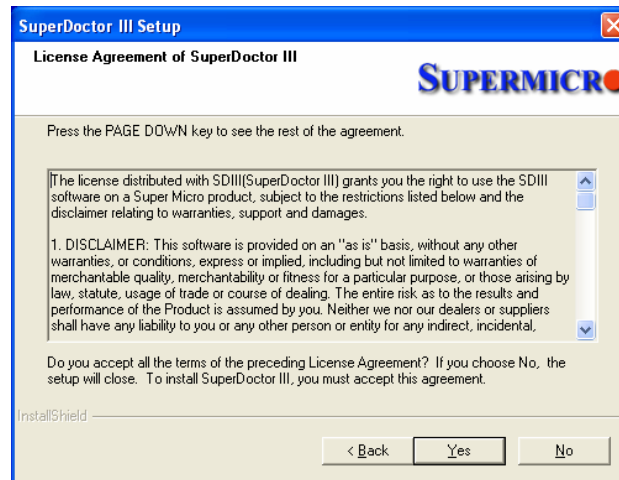 SuperDoctor III Setup
License Agreement of SuperDoctor III
SUPERMICR
Press the PAGE DOWN key to see the rest of the agreement.
The license distributed with SDIII(SuperDoctor III) grants you the right to use the SDIII
software on a Super Micro product, subject to the restrictions listed below and the
disclaimer relating to warranties, support and damages.
1. DISCLAIMER: This software is provided on an "as is" basis, without any other
warranties, or conditions, express or implied, including but not limited to warranties of
merchantable quality, merchantability or fitness for a particular purpose, or those arising by
law, statute, usage of trade or course of dealing. The entire risk as to the results and
performance of the Product is assumed by you. Neither we nor our dealers or suppliers
shall have any liability to you or any other person or entity for any indirect, incidental,
Do you accept all the terms of the preceding License Agreement? If you choose No, the
setup will close. To install SuperDoctor III, you must accept this agreement.
InstallShield
< Back
Yes
No